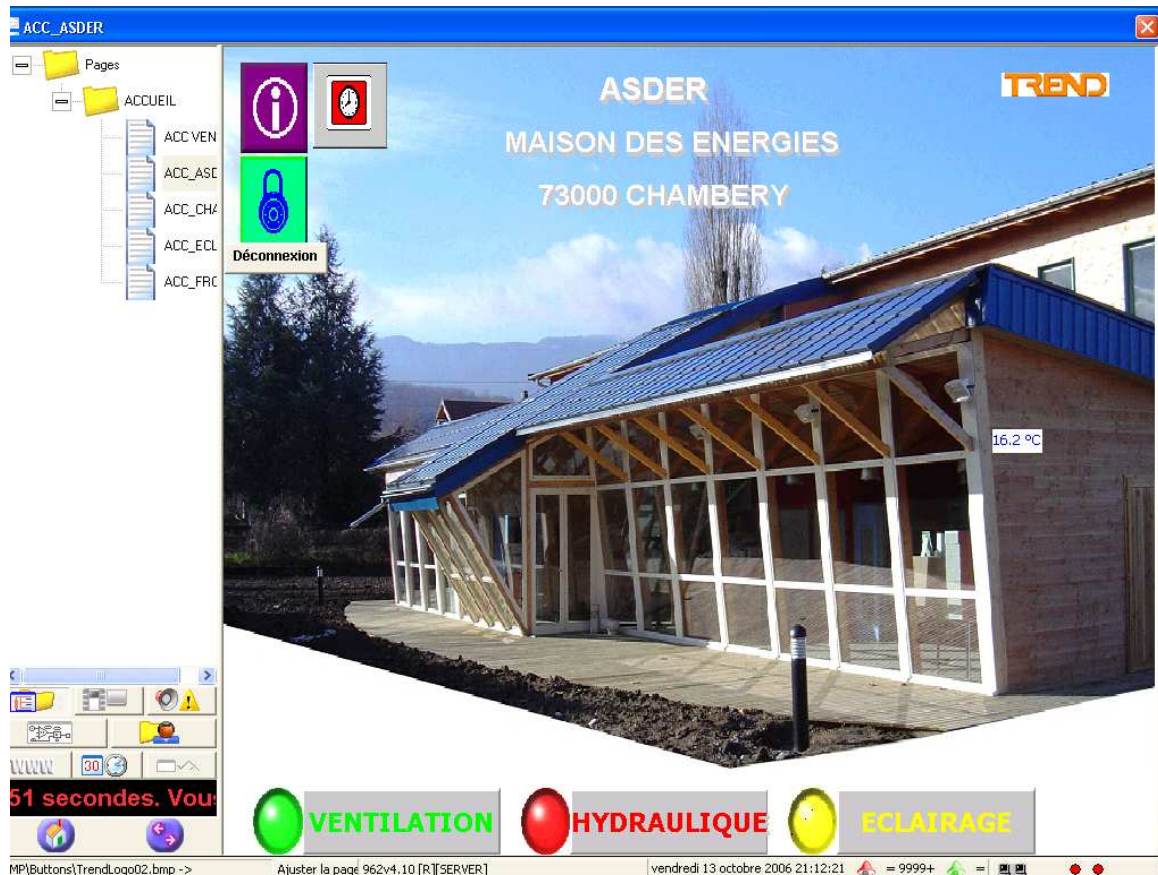 ACC_ASDER
Pages
ACCUEIL
ACC VEN
ACC_ASD
ACC_CHA
ACC_ECL
ACC_FRO
Déconnexion
ASDER
MAISON DES ENERGIES
73000 CHAMBERY
TREND
16.2 ºC
WWW
30
51 secondes. Vou
VENTILATION
HYDRAULIQUE
ECLAIRAGE
MP\Buttons\TrendLogo02.bmp ->
Ajuster la page 962v4.10 [R][SERVER]
vendredi 13 octobre 2006 21:12:21
= 9999+
=